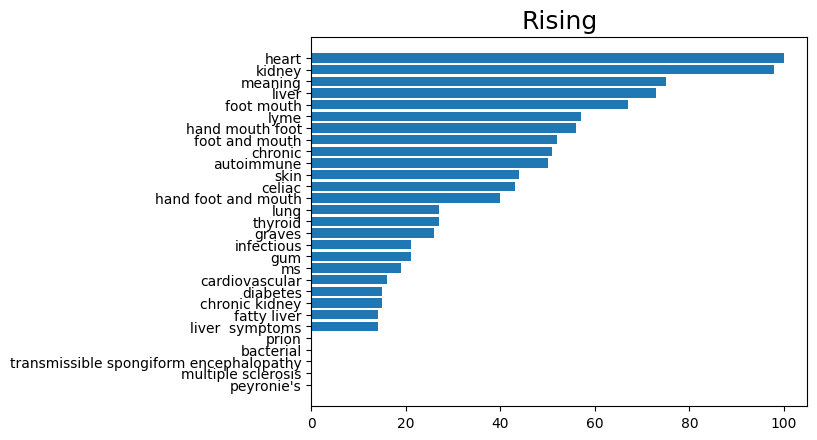 Rising
heart
kidney
meaning
liver
foot mouth
lyme
hand mouth foot
foot and mouth
chronic
autoimmune
skin
celiac
hand foot and mouth
lung
thyroid
graves
infectious
gum
ms
cardiovascular
diabetes
chronic kidney
fatty liver
liver  symptoms
prion
bacterial
transmissible spongiform encephalopathy
multiple sclerosis
peyronie's
0 20 40 60 80 100